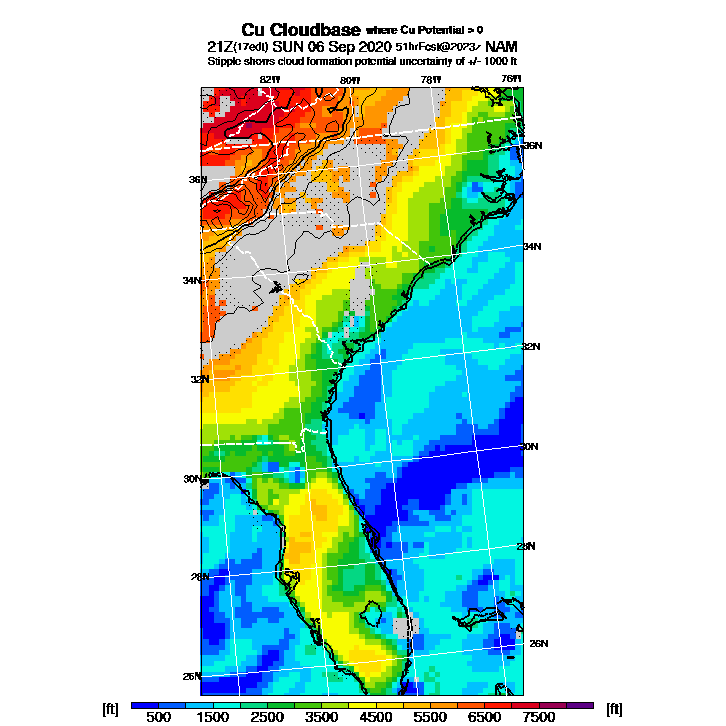 Cu Cloudbase where Cu Potential > 0
21Z(17edt) SUN 06 Sep 2020 51hrFcst@2023z NAM
Stipple shows cloud formation potential uncertainty of +/- 1000 ft
82W 80W 78W 76W
36N
36N
34N
34N
32N
32N
30N
30N
28N
28N
26N
26N
[ft] 500 1500 2500 3500 4500 5500 6500 7500 [ft]